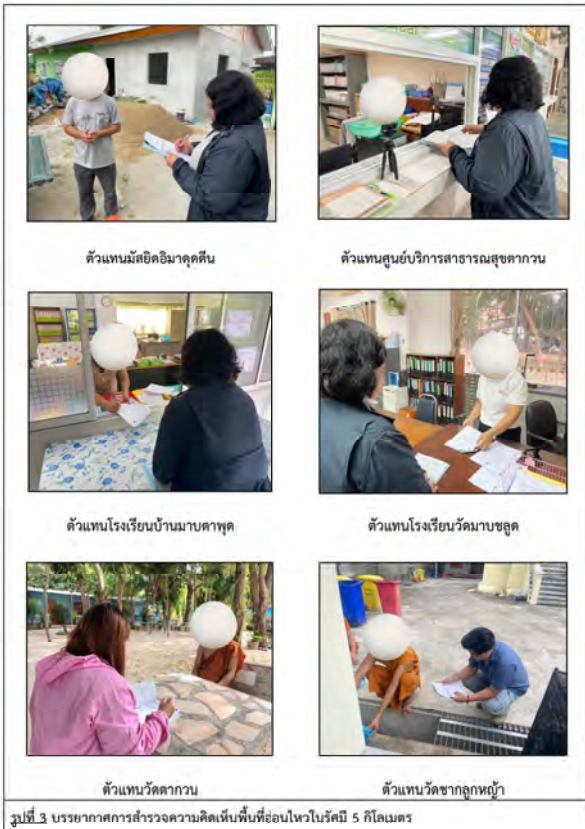 ตัวแทนมัสยิดอิมาดุดดีน
ตัวแทนศูนย์บริการสาธารณสุขตากวน
ตัวแทนโรงเรียนบ้านมาบตาพุด
ตัวแทนโรงเรียนวัดมาบชลูด
ตัวแทนวัดตากวน
ตัวแทนวัดชากลูกหญ้า
รูปที่ 3 บรรยากาศการสำรวจความคิดเห็นพื้นที่อ่อนไหวในรัศมี 5 กิโลเมตร